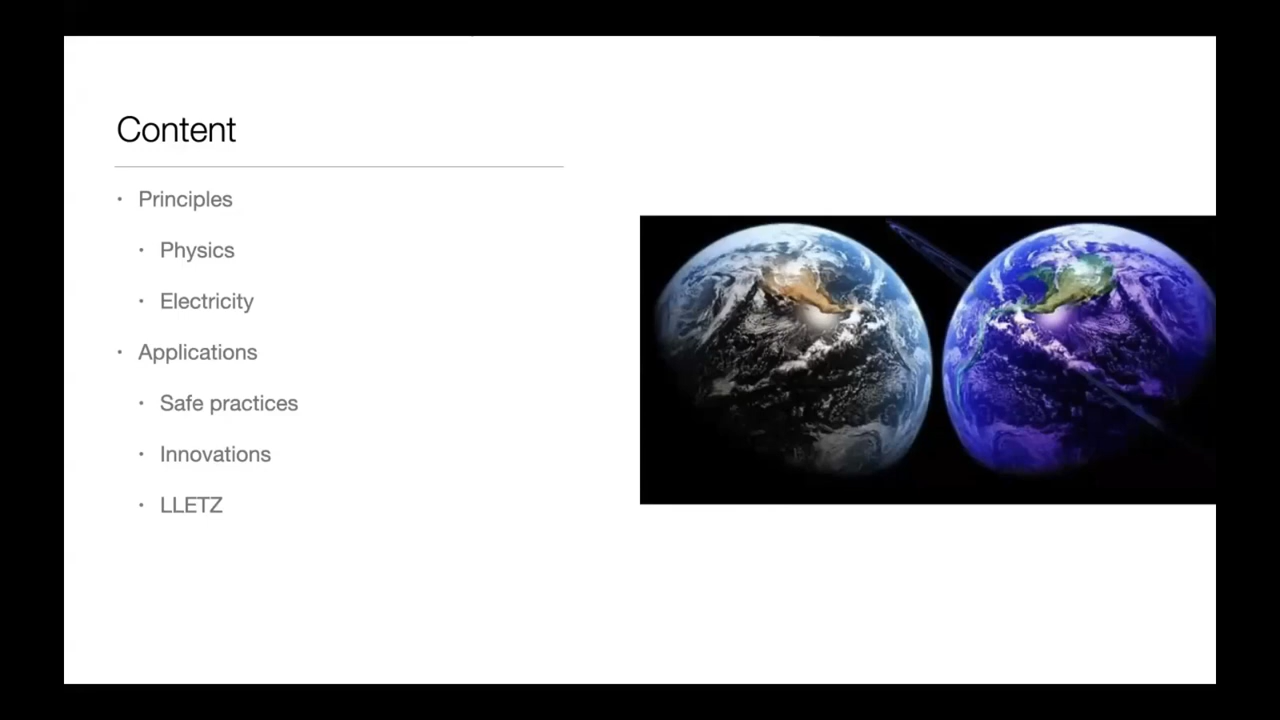 Content
• Principles
• Physics
• Electricity
• Applications
• Safe practices
• Innovations
• LLETZ